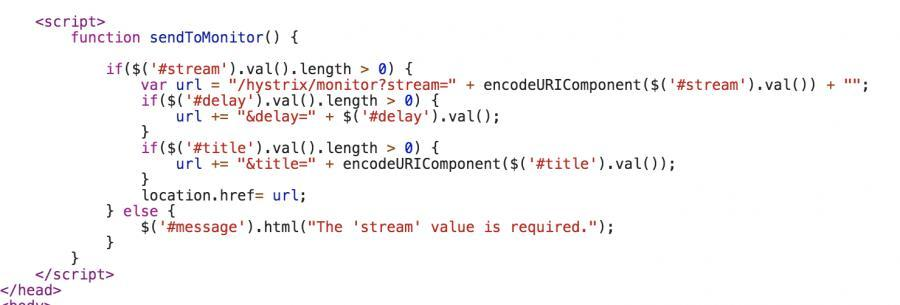 <script>
function sendToMonitor() {
if($('#stream').val().length > 0) {
var url = "/hystrix/monitor?stream=" + encodeURIComponent($('#stream').val()) + "";
if($('#delay').val().length > 0) {
url += "&delay=" + $('#delay').val();
}
if($('#title').val().length > 0) {
url += "&title=" + encodeURIComponent($('#title').val());
}
location.href= url;
} else {
$('#message').html("The 'stream' value is required.");
}
}
</script>
</head>
<body>